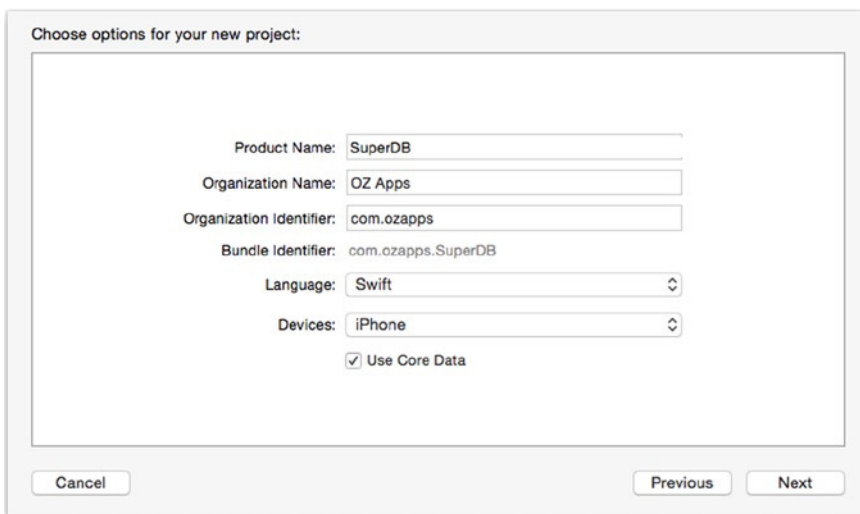 Choose options for your new project:
Product Name: SuperDB
Organization Name: OZ Apps
Organization Identifier: com.ozapps
Bundle Identifier: com.ozapps.SuperDB
Language: Swift
Devices: iPhone
Use Core Data
Cancel Previous Next